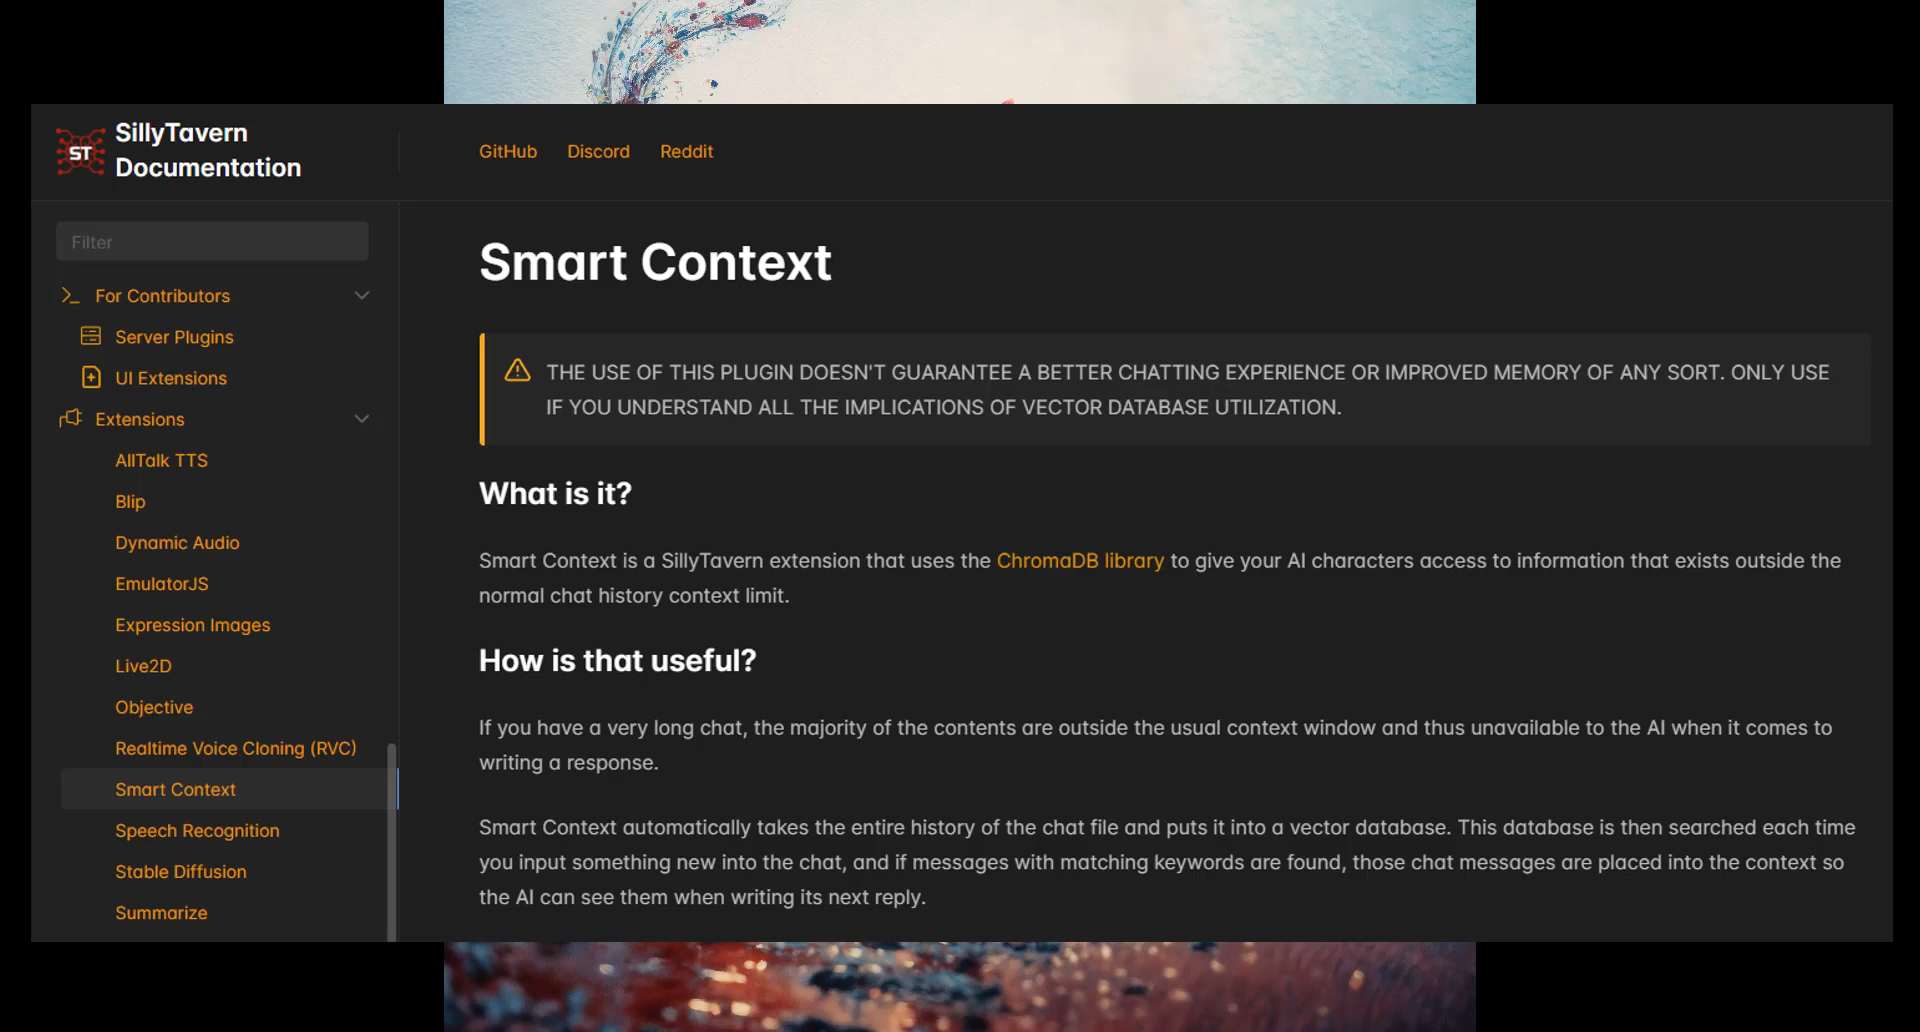 SillyTavern
Documentation
GitHub Discord Reddit
Filter
For Contributors
Server Plugins
UI Extensions
Extensions
AllTalk TTS
Blip
Dynamic Audio
EmulatorJS
Expression Images
Live2D
Objective
Realtime Voice Cloning (RVC)
Smart Context
Speech Recognition
Stable Diffusion
Summarize
Smart Context
THE USE OF THIS PLUGIN DOESN'T GUARANTEE A BETTER CHATTING EXPERIENCE OR IMPROVED MEMORY OF ANY SORT. ONLY USE
IF YOU UNDERSTAND ALL THE IMPLICATIONS OF VECTOR DATABASE UTILIZATION.
What is it?
Smart Context is a SillyTavern extension that uses the ChromaDB library to give your AI characters access to information that exists outside the
normal chat history context limit.
How is that useful?
If you have a very long chat, the majority of the contents are outside the usual context window and thus unavailable to the AI when it comes to
writing a response.
Smart Context automatically takes the entire history of the chat file and puts it into a vector database. This database is then searched each time
you input something new into the chat, and if messages with matching keywords are found, those chat messages are placed into the context so
the AI can see them when writing its next reply.
ST